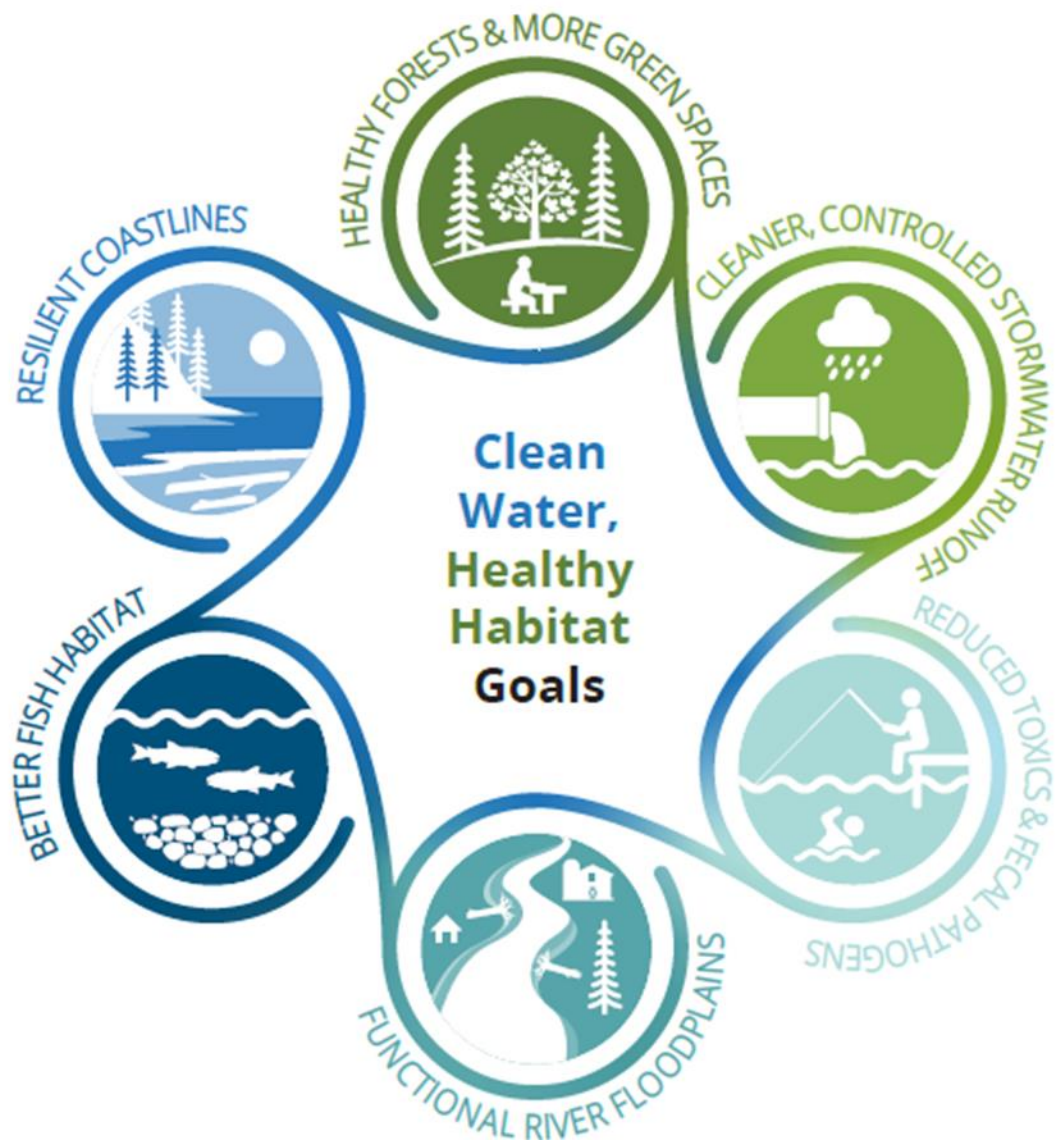 HEALTHY FORESTS & MORE GREEN SPACES
CLEANER, CONTROLLED STORMWATER RUNOFF
REDUCED TOXICS & FECAL PATHOGENS
FUNCTIONAL RIVER FLOODPLAINS
BETTER FISH HABITAT
RESILIENT COASTLINES
Clean
Water,
Healthy
Habitat
Goals